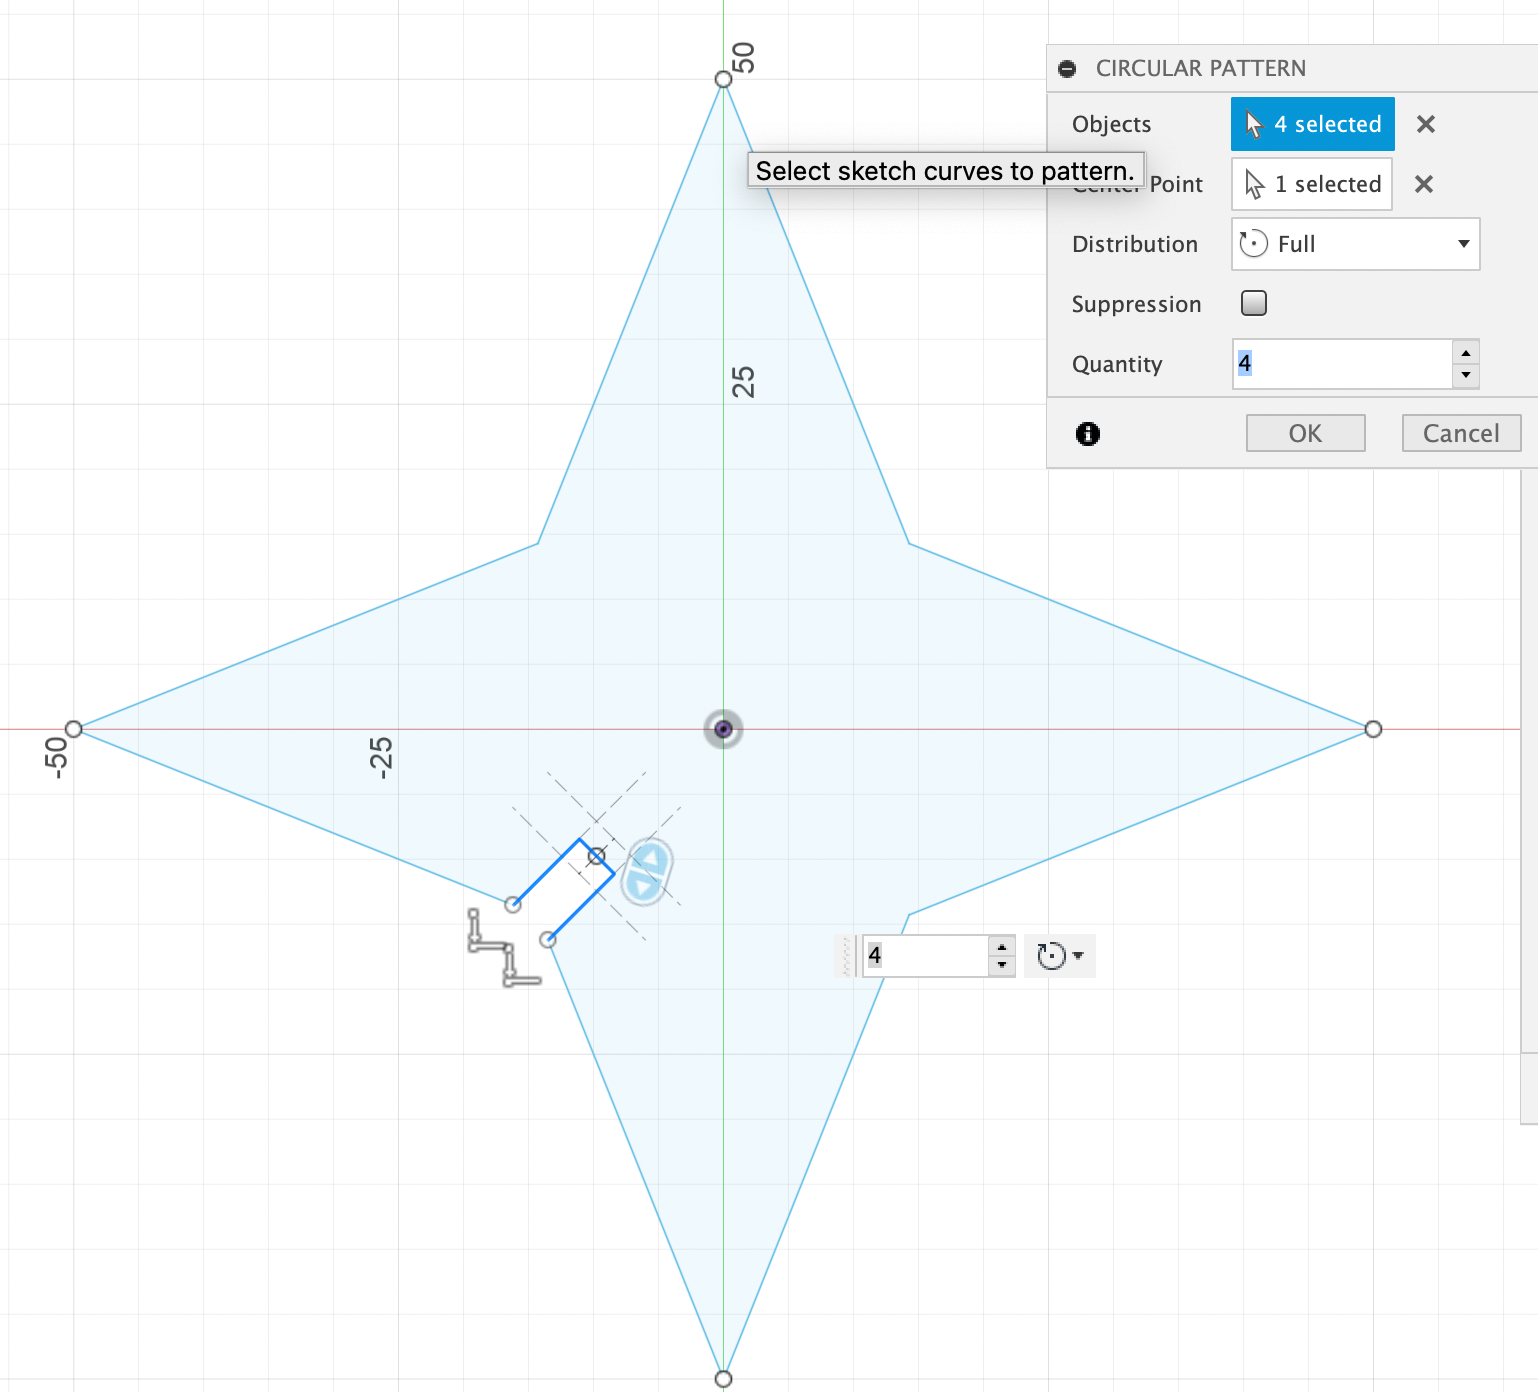 50
CIRCULAR PATTERN
Objects
4 selected
Select sketch curves to pattern.
Center Point
1 selected
Distribution
Full
Suppression
Quantity
4
25
OK
Cancel
-50
-25
4